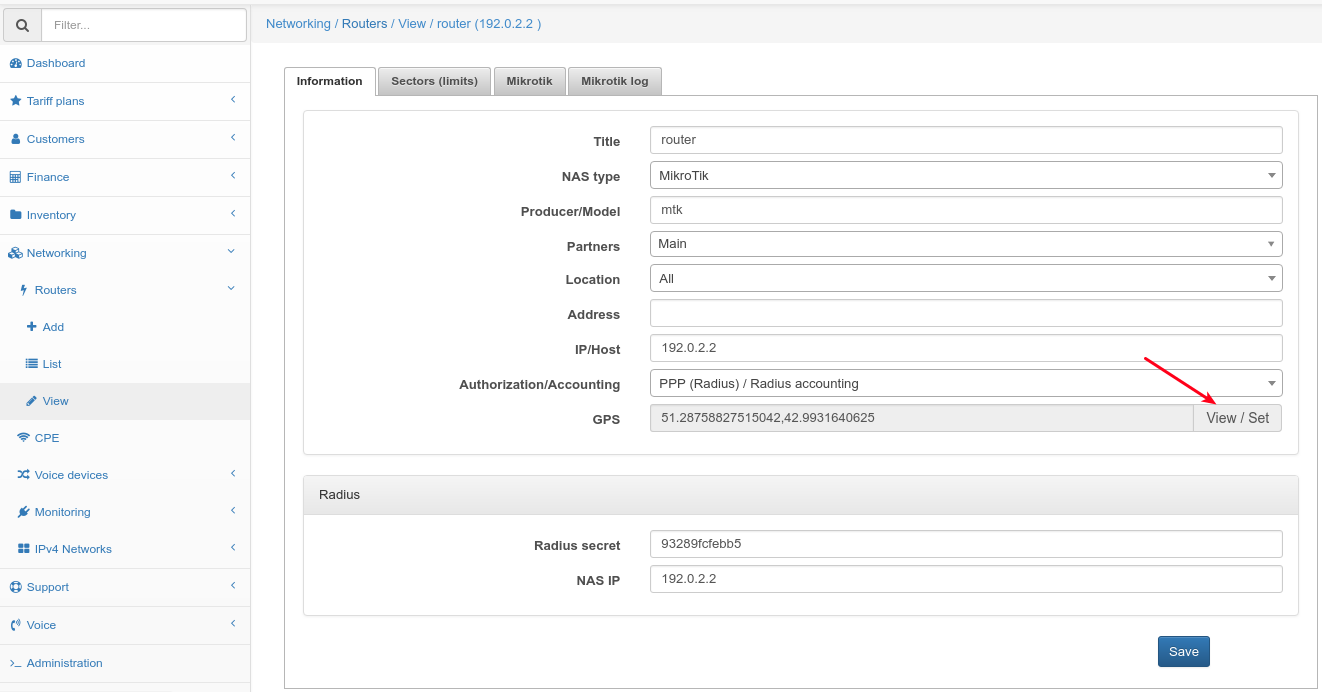 Filter...
Networking / Routers / View / router (192.0.2.2 )
Dashboard
Tariff plans
Customers
Finance
Inventory
Networking
Routers
Add
List
View
CPE
Voice devices
Monitoring
IPv4 Networks
Support
Voice
Administration
Information Sectors (limits) Mikrotik Mikrotik log
Title router
NAS type MikroTik
Producer/Model mtk
Partners Main
Location All
Address
IP/Host 192.0.2.2
Authorization/Accounting PPP (Radius) / Radius accounting
GPS 51.28758827515042,42.9931640625 View / Set
Radius
Radius secret 93289fcfebb5
NAS IP 192.0.2.2
Save